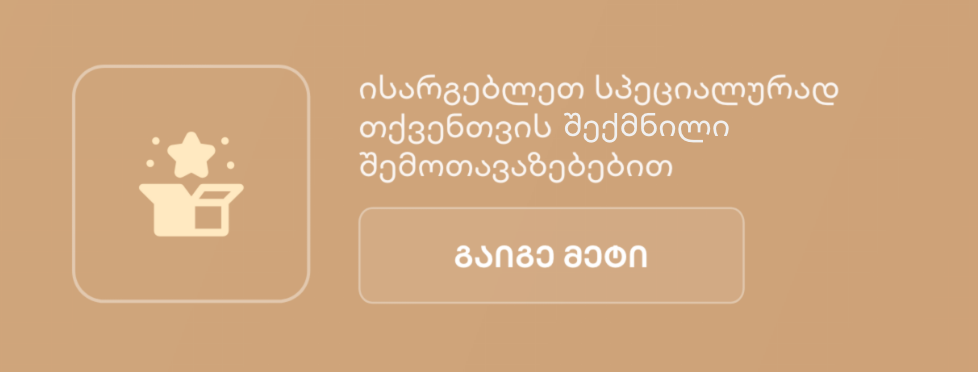 ისარგებლეთ სპეციალურად
თქვენთვის შექმნილი
შემოთავაზებებით
გაიგე მეტი